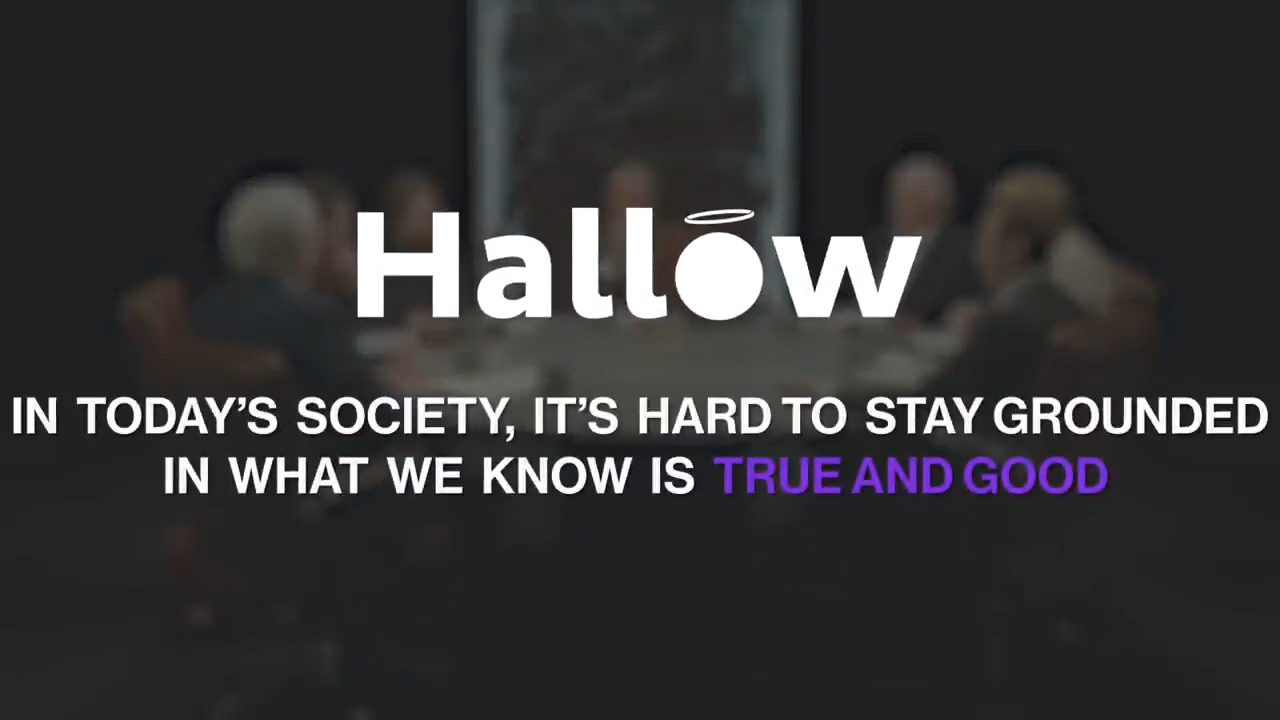 Hallow
IN TODAY'S SOCIETY, IT'S HARD TO STAY GROUNDED
IN WHAT WE KNOW IS TRUE AND GOOD